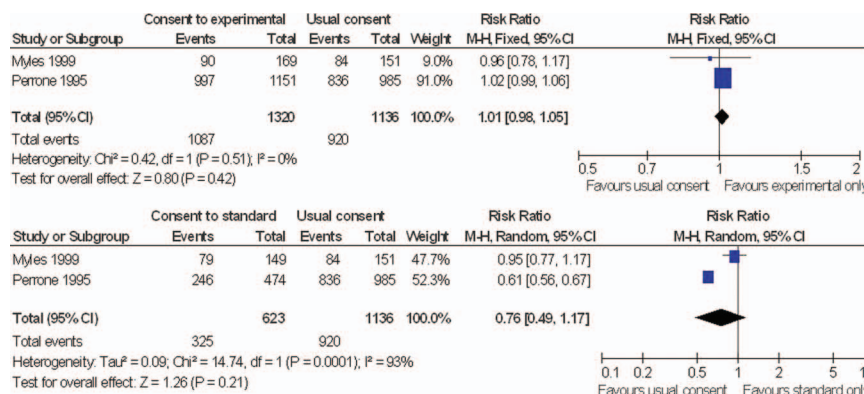 Consent to experimental Usual consent Risk Ratio Risk Ratio
Study or Subgroup Events Total Events Total Weight M-H, Fixed, 95% CI M-H, Fixed, 95% CI
Myles 1999 90 169 84 151 9.0% 0.96 [0.78, 1.17]
Perrone 1995 997 1151 836 985 91.0% 1.02 [0.99, 1.06]
Total (95% CI) 1320 1136 100.0% 1.01 [0.98, 1.05]
Total events 1087 920
Heterogeneity: Chi² = 0.42, df = 1 (P = 0.51); I² = 0%
Test for overall effect: Z = 0.80 (P = 0.42)
0.5 0.7 1 1.5 2
Favours usual consent Favours experimental only
Consent to standard Usual consent Risk Ratio Risk Ratio
Study or Subgroup Events Total Events Total Weight M-H, Random, 95% CI M-H, Random, 95% CI
Myles 1999 79 149 84 151 47.7% 0.95 [0.77, 1.17]
Perrone 1995 246 474 836 985 52.3% 0.61 [0.56, 0.67]
Total (95% CI) 623 1136 100.0% 0.76 [0.49, 1.17]
Total events 325 920
Heterogeneity: Tau² = 0.09; Chi² = 14.74, df = 1 (P = 0.0001); I² = 93%
Test for overall effect: Z = 1.26 (P = 0.21)
0.1 0.2 0.5 1 2 5
Favours usual consent Favours standard only